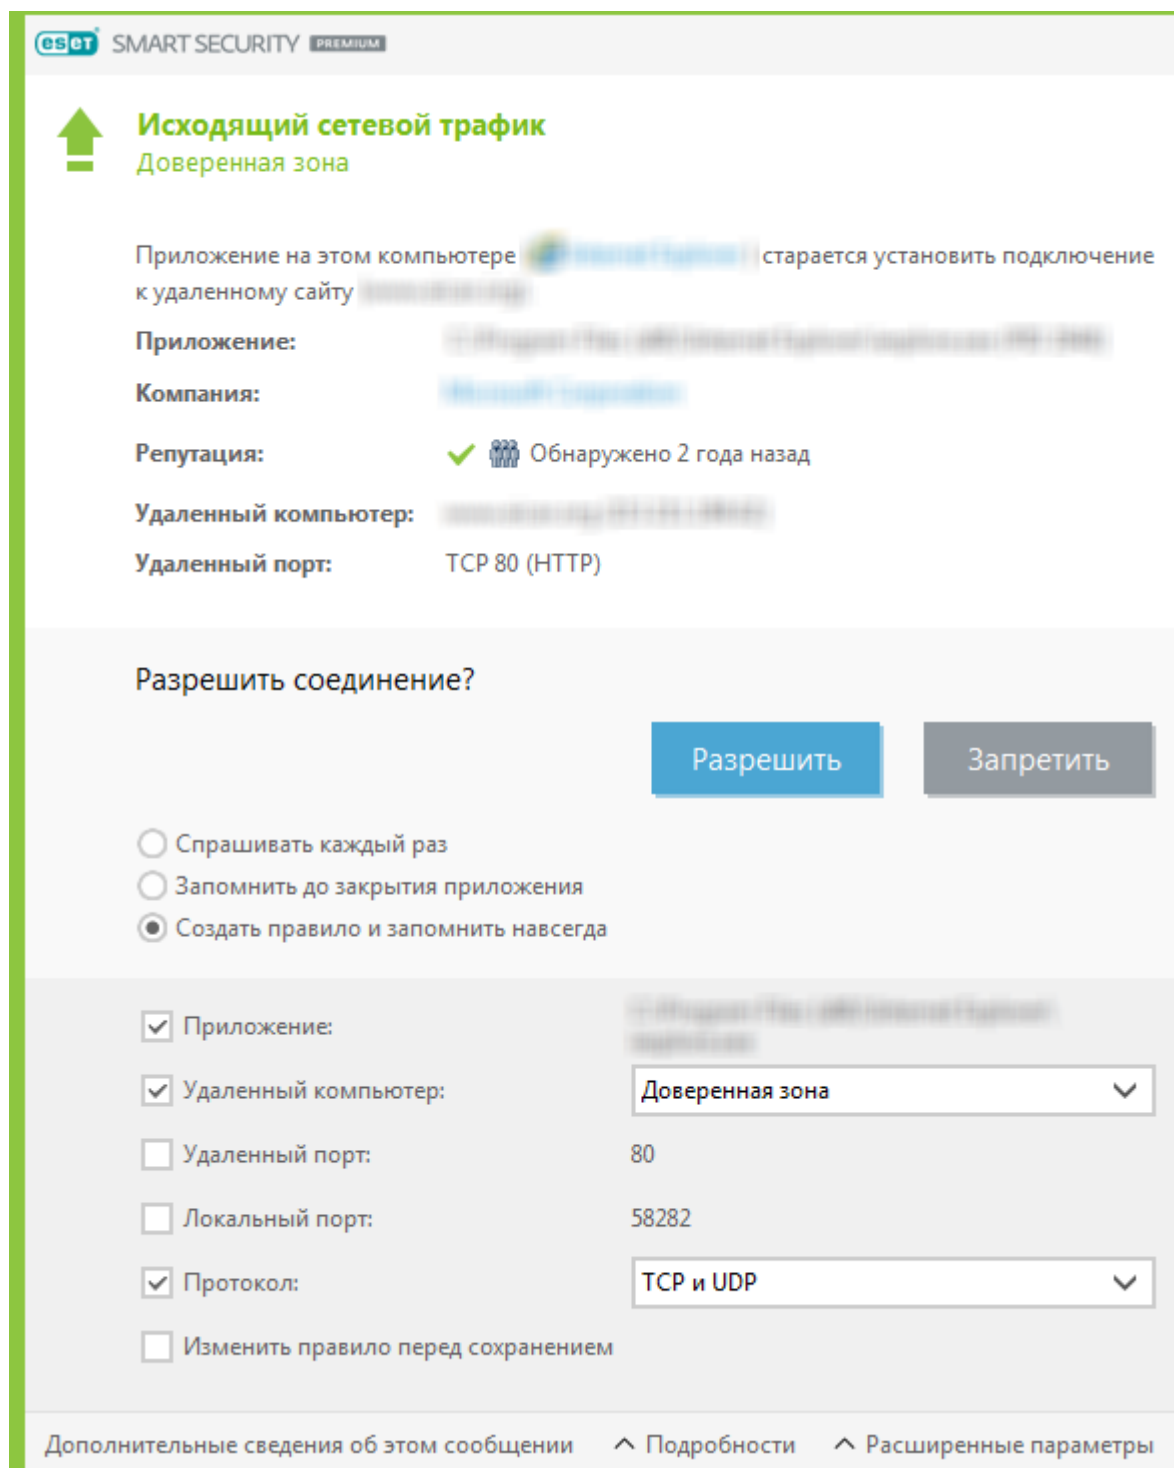 eset SMART SECURITY PREMIUM
Исходящий сетевой трафик
Доверенная зона
Приложение на этом компьютере старается установить подключение
к удаленному сайту
Приложение:
Компания:
Репутация: Обнаружено 2 года назад
Удаленный компьютер:
Удаленный порт: TCP 80 (HTTP)
Разрешить соединение?
Разрешить Запретить
Спрашивать каждый раз
Запомнить до закрытия приложения
Создать правило и запомнить навсегда
Приложение:
Удаленный компьютер: Доверенная зона
Удаленный порт: 80
Локальный порт: 58282
Протокол: TCP и UDP
Изменить правило перед сохранением
Дополнительные сведения об этом сообщении Подробности Расширенные параметры